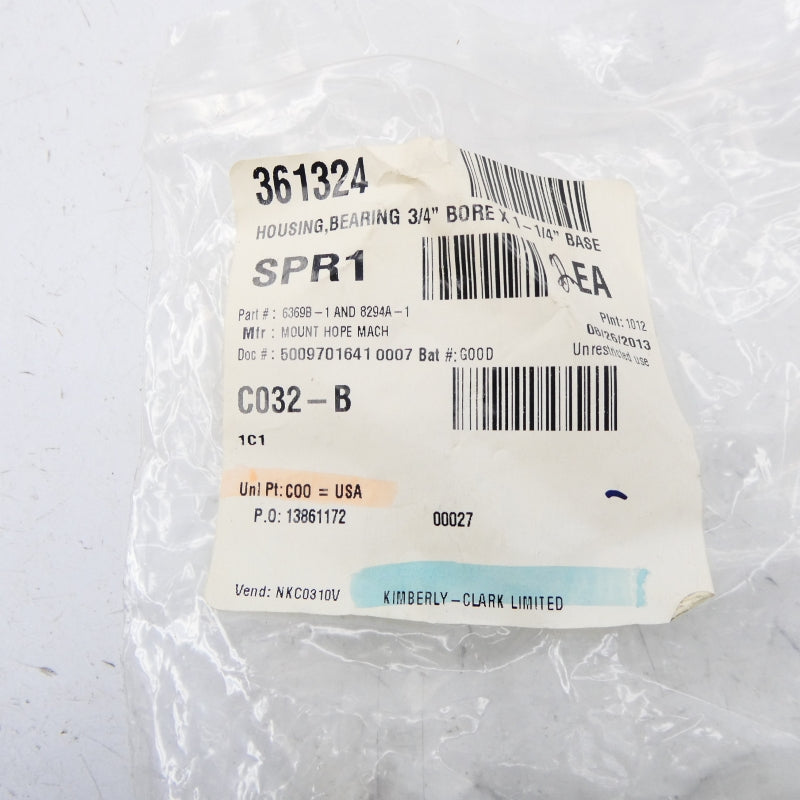 361324
HOUSING,BEARING 3/4" BORE X 1-1/4" BASE
SPR1
2 EA
Part # : 6369B-1 AND 8294A-1
Plnt: 1012
Mfr : MOUNT HOPE MACH
08/26/2013
Doc # : 5009701641 0007 Bat #: GOOD
Unrestricted use
C032-B
1C1
Unl Pt: COO = USA
P.O: 13861172
00027
Vend: NKC0310V
KIMBERLY-CLARK LIMITED